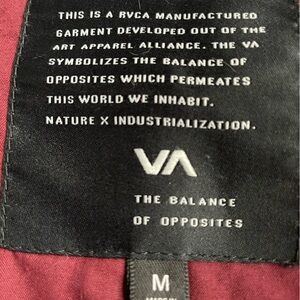 THIS IS A RVCA MANUFACTURED
GARMENT DEVELOPED OUT OF THE
ART APPAREL ALLIANCE. THE VA
SYMBOLIZES THE BALANCE OF
OPPOSITES WHICH PERMEATES
THIS WORLD WE INHABIT.
NATURE X INDUSTRIALIZATION.
VA
THE BALANCE
OF OPPOSITES
M